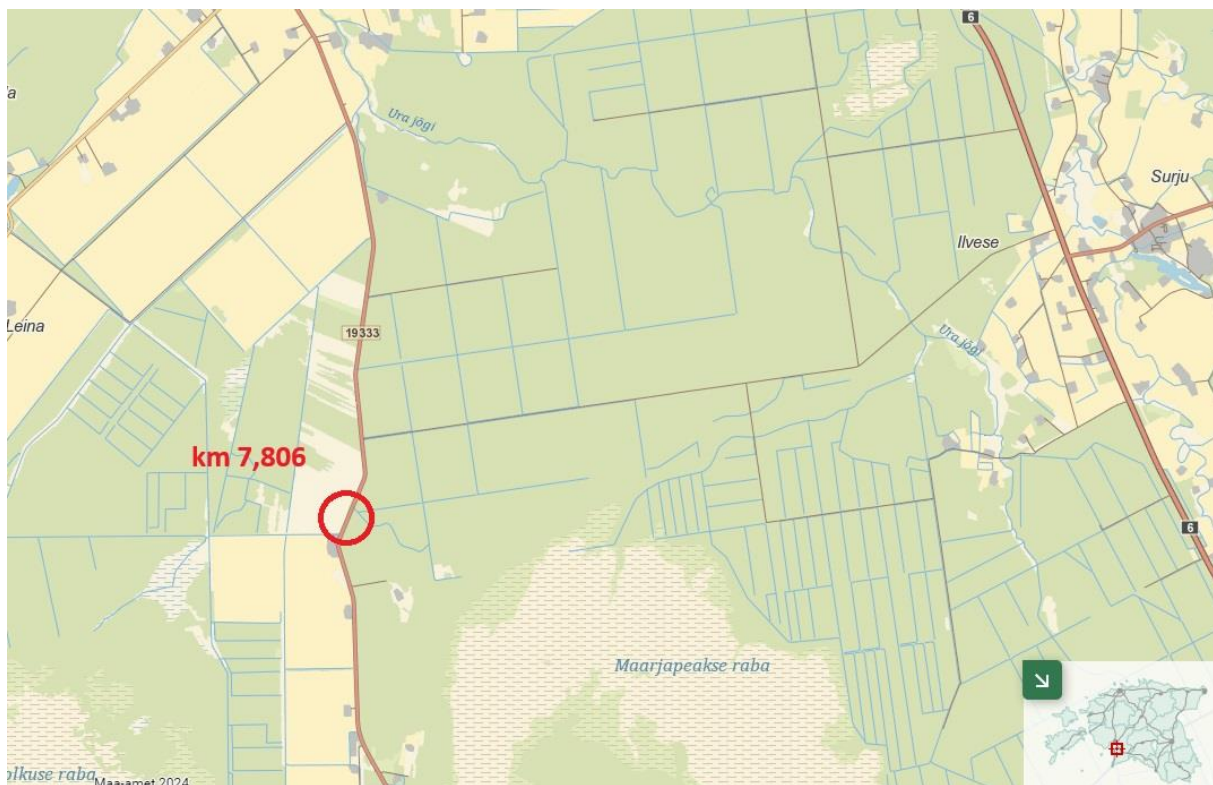 6
Ura jõgi
Surju
Ilvese
Leina
19333
Ura jõgi
km 7,806
6
Maarjapeakse raba
olkuse raba
Maa-amet 2024